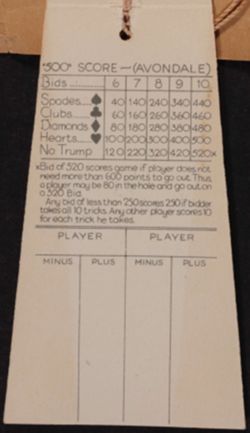 "500" SCORE—(AVONDALE)
Bids...... 6 7 8 9 10
Spades♠ 40 140 240 340 440
Clubs♣ 60 160 260 360 460
Diamonds♦ 80 180 280 380 480
Hearts♥ 100 200 300 400 500
No Trump 120 220 320 420 520x
xBid of 520 scores game if player does not
need more than 600 points to go out. Thus,
a player may be 80 in the hole and go out on
a 520 Bid.
Any bid of less than 250 scores 250 if bidder
takes all 10 tricks. Any other player scores 10
for each trick he takes.
PLAYER PLAYER
MINUS PLUS MINUS PLUS